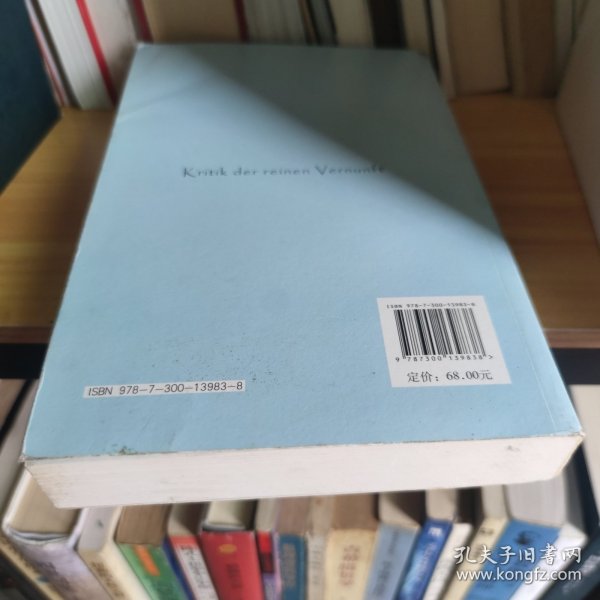 Kritik der reinen Vernunft
ISBN 978-7-300-13983-8
9 787300 139838 >
定价：68.00元
ISBN 978-7-300-13983-8
孔夫子旧书网
www.kongfz.com